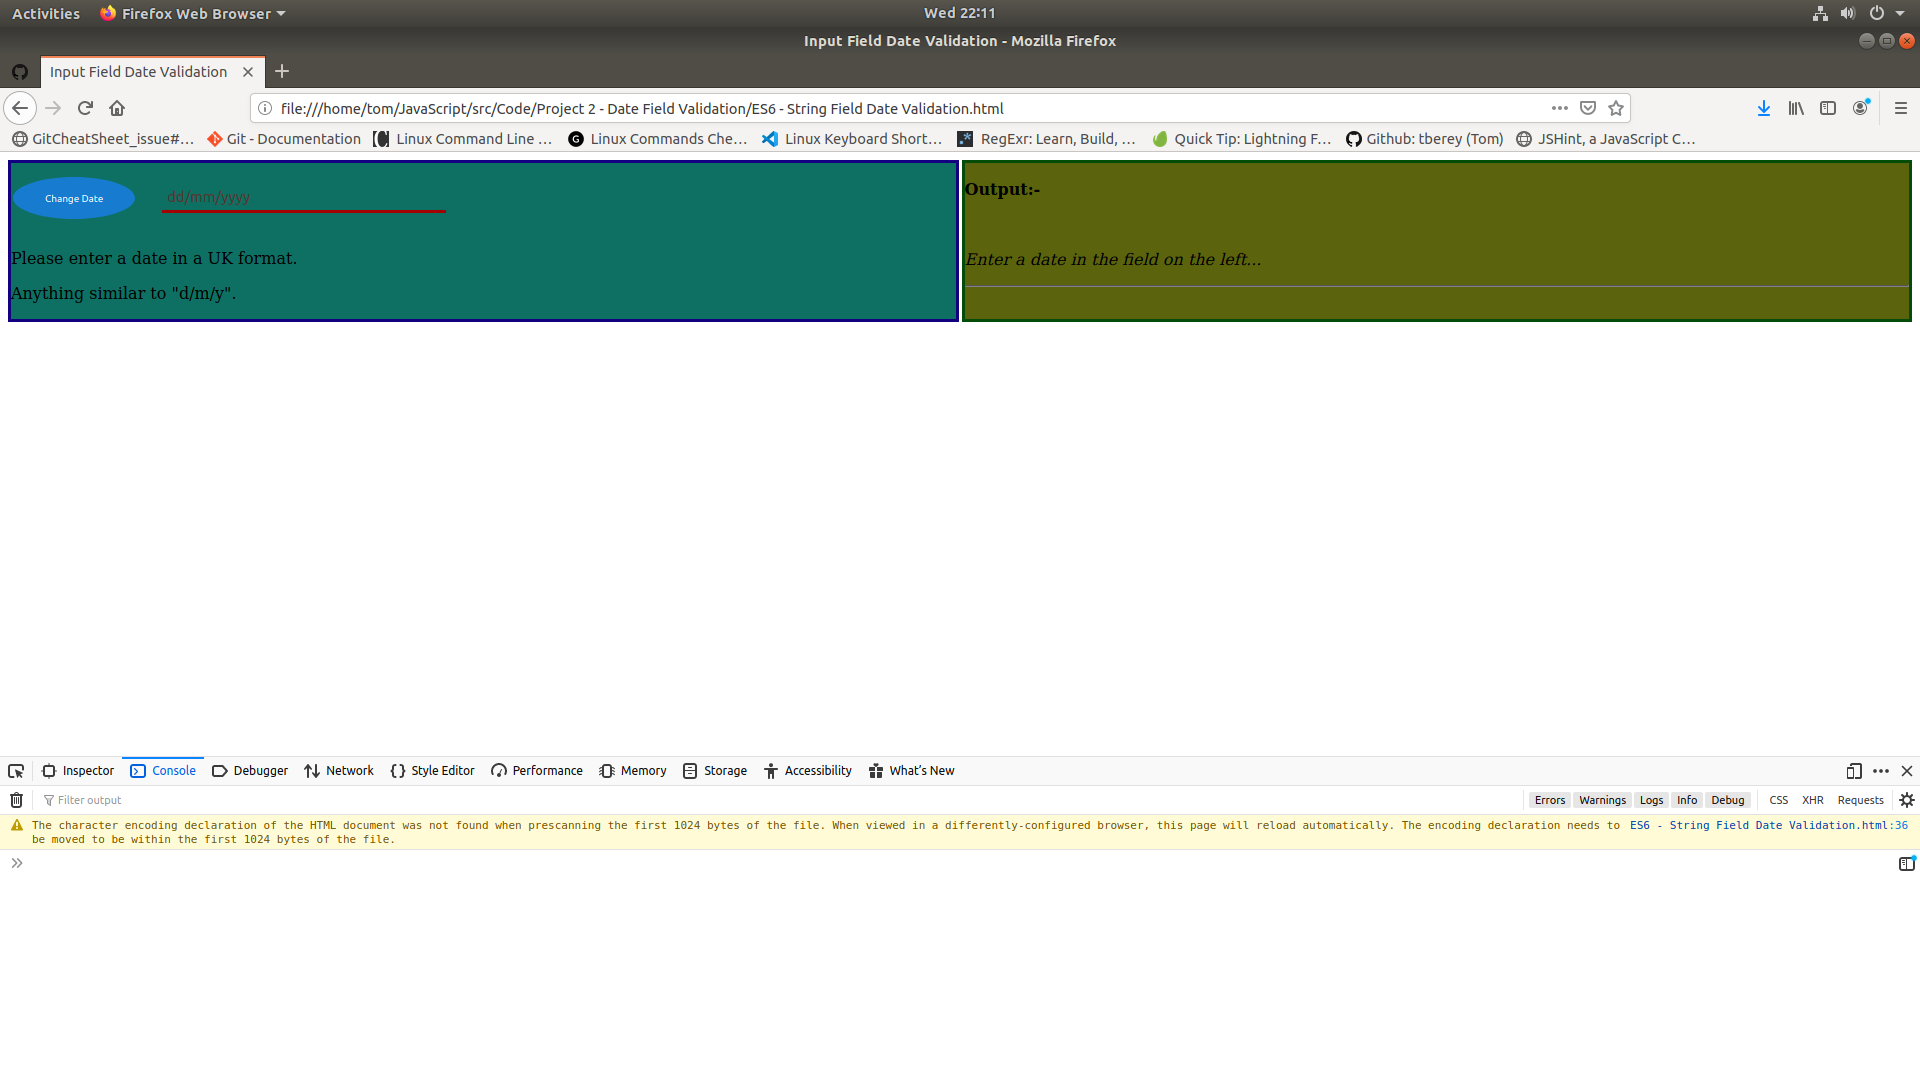 Activities Firefox Web Browser Wed 22:11
Input Field Date Validation - Mozilla Firefox
Input Field Date Validation
file:///home/tom/JavaScript/src/Code/Project 2 - Date Field Validation/ES6 - String Field Date Validation.html
GitCheatSheet_issue#… Git - Documentation Linux Command Line … Linux Commands Che… Linux Keyboard Short… RegExr: Learn, Build, … Quick Tip: Lightning F… Github: tberey (Tom) JSHint, a JavaScript C…
Change Date dd/mm/yyyy
Please enter a date in a UK format.
Anything similar to "d/m/y".
Output:-
Enter a date in the field on the left...
Inspector Console Debugger Network Style Editor Performance Memory Storage Accessibility What's New
Filter output Errors Warnings Logs Info Debug CSS XHR Requests
The character encoding declaration of the HTML document was not found when prescanning the first 1024 bytes of the file. When viewed in a differently-configured browser, this page will reload automatically. The encoding declaration needs to ES6 - String Field Date Validation.html:36
be moved to be within the first 1024 bytes of the file.